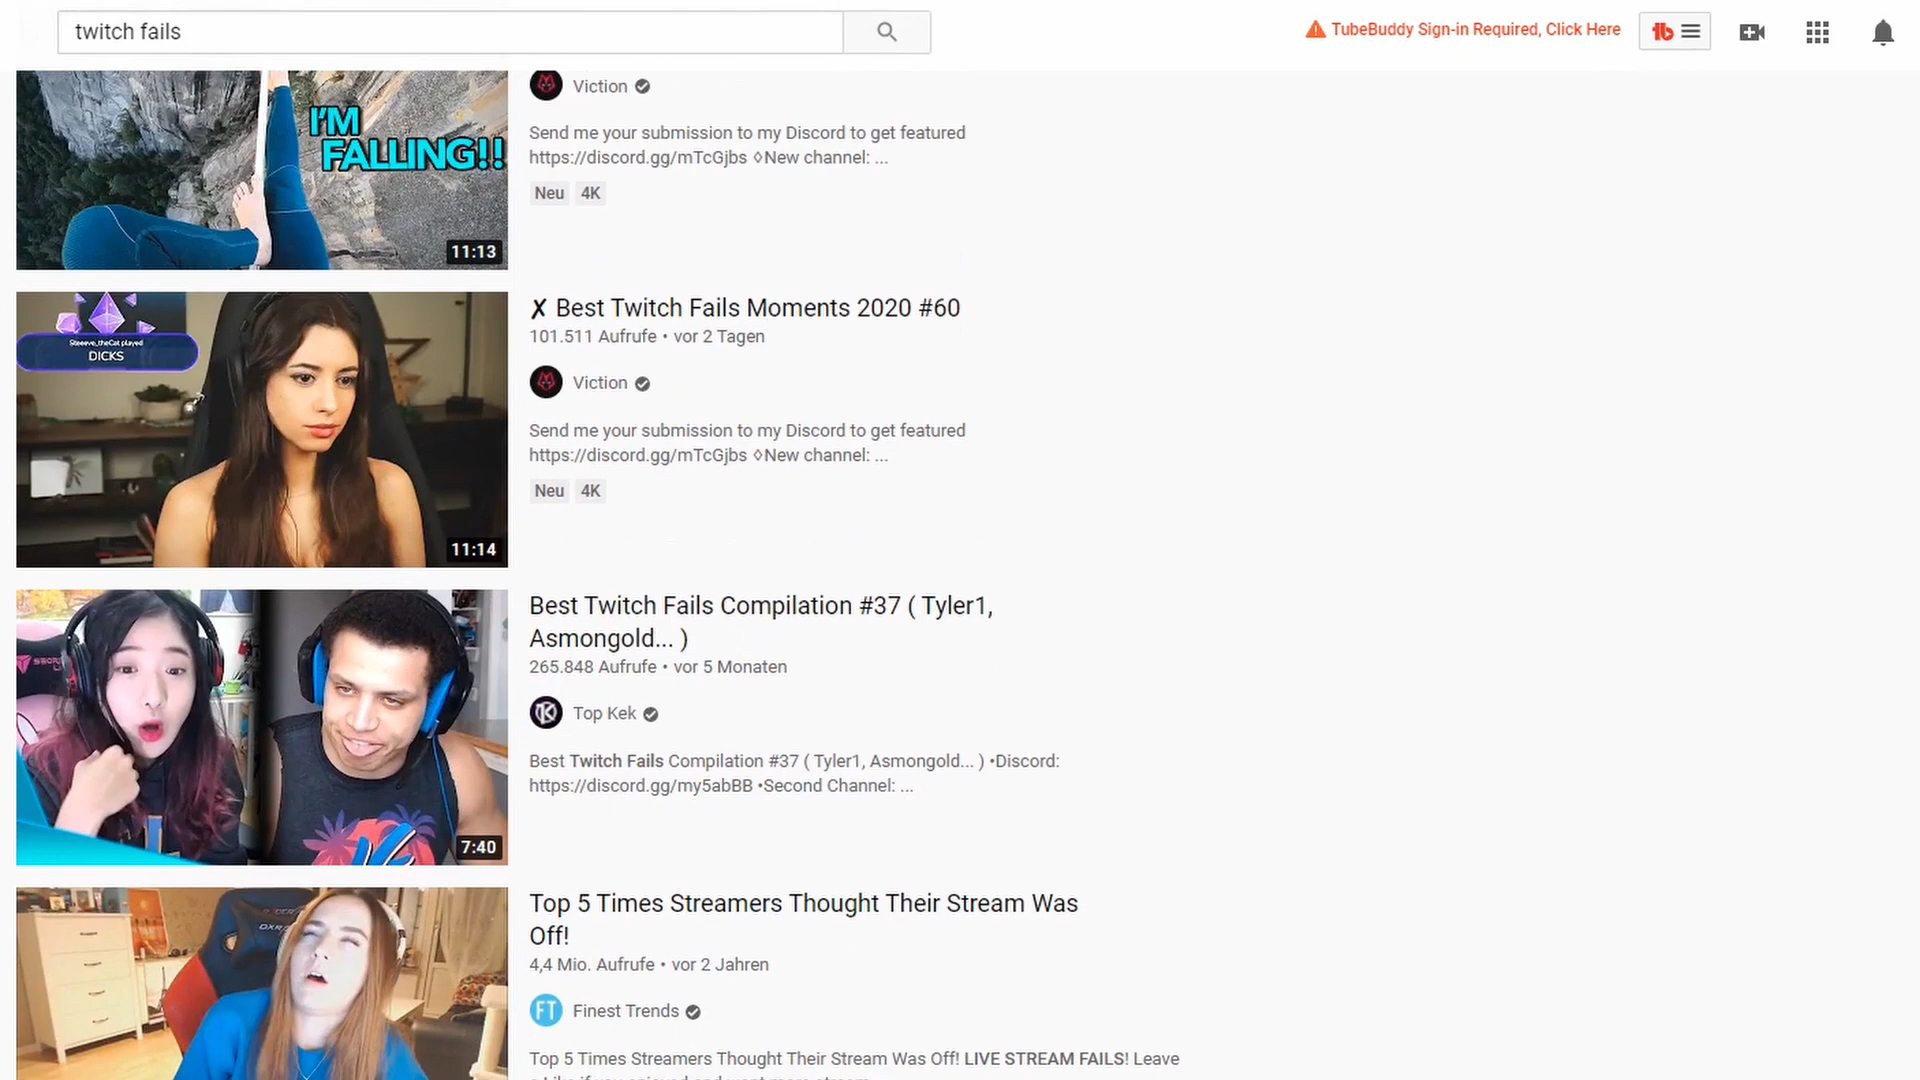 twitch fails
TubeBuddy Sign-in Required, Click Here
I'M
FALLING!!
11:13
Viction
Send me your submission to my Discord to get featured
https://discord.gg/mTcGjbs ◊New channel: ...
Neu 4K
Steeeve_theCat played
DICKS
11:14
✗ Best Twitch Fails Moments 2020 #60
101.511 Aufrufe • vor 2 Tagen
Viction
Send me your submission to my Discord to get featured
https://discord.gg/mTcGjbs ◊New channel: ...
Neu 4K
7:40
Best Twitch Fails Compilation #37 ( Tyler1,
Asmongold... )
265.848 Aufrufe • vor 5 Monaten
Top Kek
Best Twitch Fails Compilation #37 ( Tyler1, Asmongold... ) •Discord:
https://discord.gg/my5abBB •Second Channel: ...
Top 5 Times Streamers Thought Their Stream Was
Off!
4,4 Mio. Aufrufe • vor 2 Jahren
FT Finest Trends
Top 5 Times Streamers Thought Their Stream Was Off! LIVE STREAM FAILS! Leave